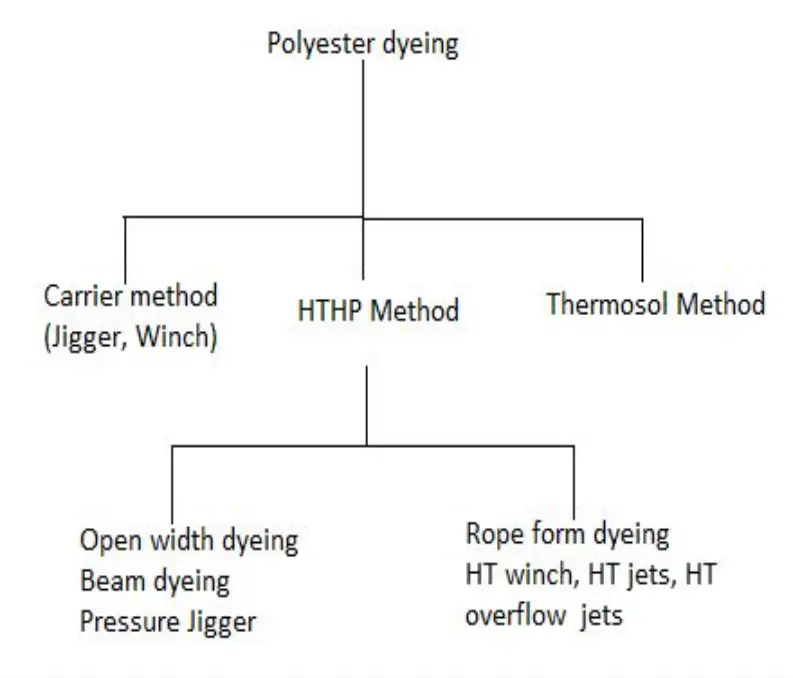 Polyester dyeing
Carrier method
(Jigger, Winch)
HTHP Method
Thermosol Method
Open width dyeing
Beam dyeing
Pressure Jigger
Rope form dyeing
HT winch, HT jets, HT
overflow jets